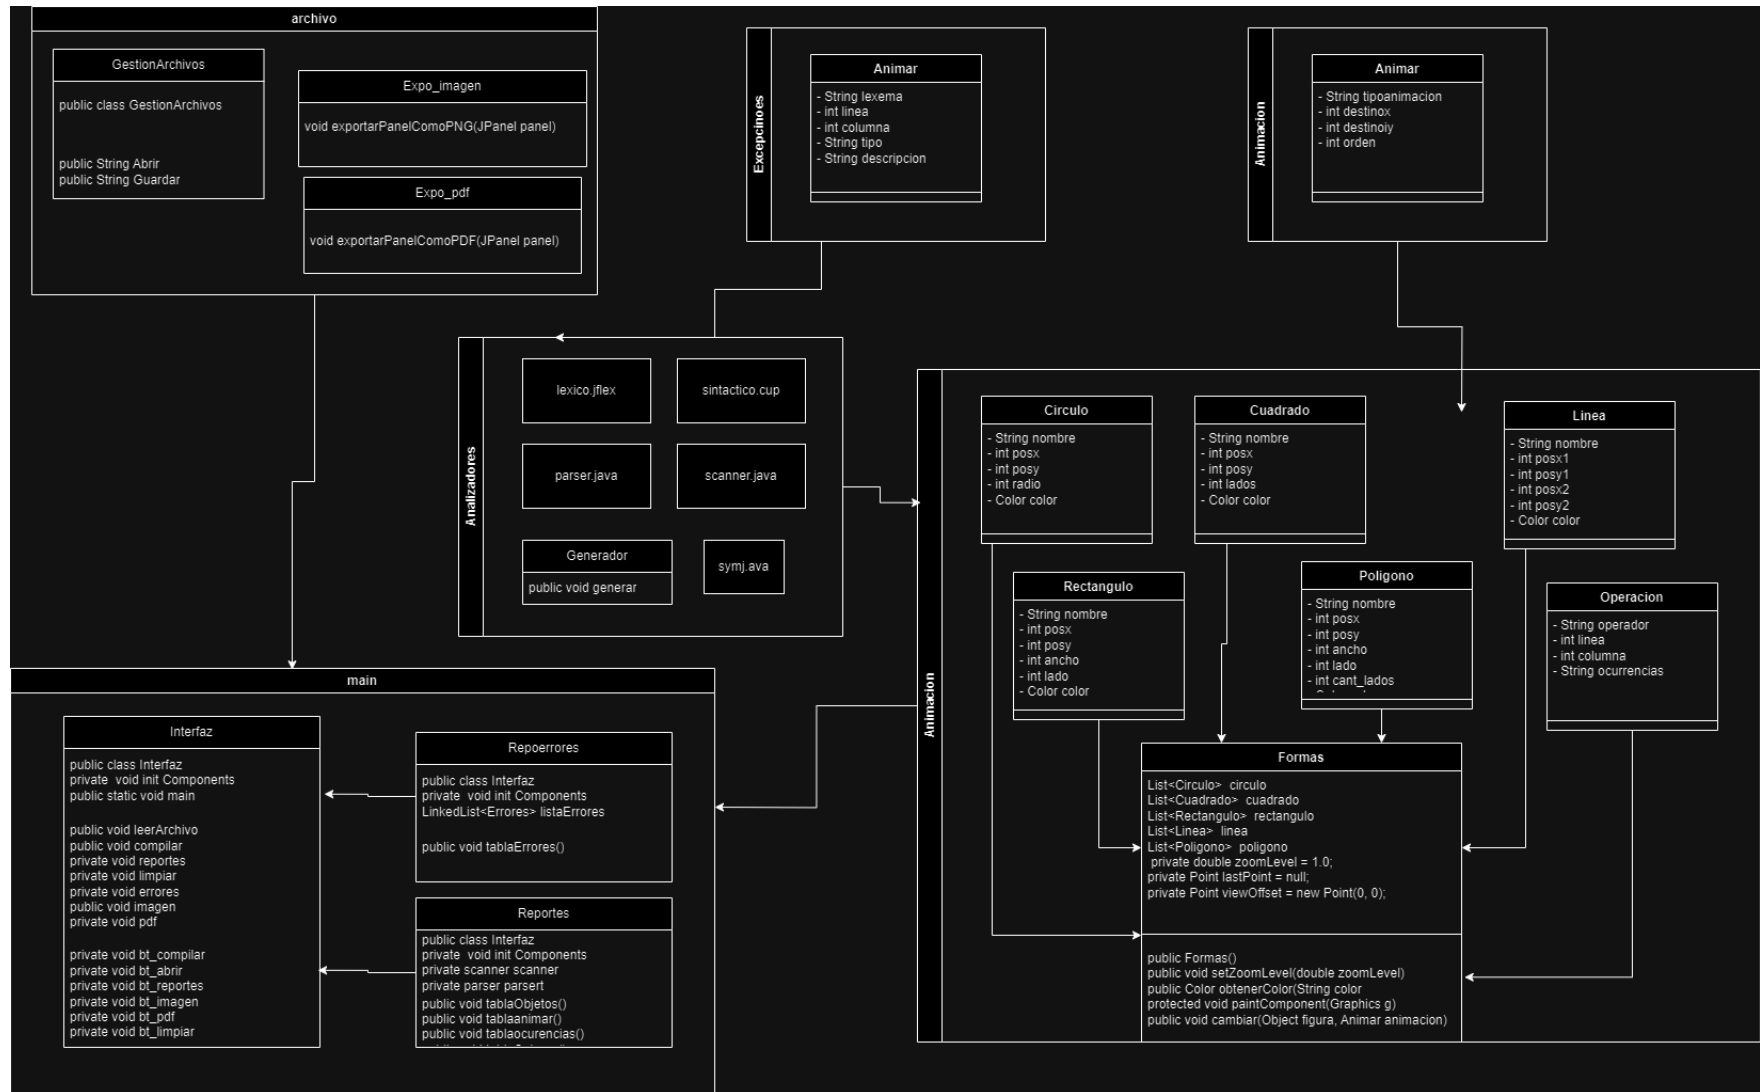 archivo
GestionArchivos
public class GestionArchivos
public String Abrir
public String Guardar
Expo_imagen
void exportarPanelComoPNG(JPanel panel)
Expo_pdf
void exportarPanelComoPDF(JPanel panel)
Excepcinoes
Animar
- String lexema
- int linea
- int columna
- String tipo
- String descripcion
Animacion
Animar
- String tipoanimacion
- int destinox
- int destinoiy
- int orden
Analizadores
lexico.jflex
sintactico.cup
parser.java
scanner.java
Generador
public void generar
symj.ava
Animacion
Circulo
- String nombre
- int posx
- int posy
- int radio
- Color color
Cuadrado
- String nombre
- int posx
- int posy
- int lados
- Color color
Linea
- String nombre
- int posx1
- int posy1
- int posx2
- int posy2
- Color color
Rectangulo
- String nombre
- int posx
- int posy
- int ancho
- int lado
- Color color
Poligono
- String nombre
- int posx
- int posy
- int ancho
- int lado
- int cant_lados
Operacion
- String operador
- int linea
- int columna
- String ocurrencias
Formas
List<Circulo> circulo
List<Cuadrado> cuadrado
List<Rectangulo> rectangulo
List<Linea> linea
List<Poligono> poligono
private double zoomLevel = 1.0;
private Point lastPoint = null;
private Point viewOffset = new Point(0, 0);
public Formas()
public void setZoomLevel(double zoomLevel)
public Color obtenerColor(String color
protected void paintComponent(Graphics g)
public void cambiar(Object figura, Animar animacion)
main
Interfaz
public class Interfaz
private void init Components
public static void main
public void leerArchivo
public void compilar
private void reportes
private void limpiar
private void errores
public void imagen
private void pdf
private void bt_compilar
private void bt_abrir
private void bt_reportes
private void bt_imagen
private void bt_pdf
private void bt_limpiar
Repoerrores
public class Interfaz
private void init Components
LinkedList<Errores> listaErrores
public void tablaErrores()
Reportes
public class Interfaz
private void init Components
private scanner scanner
private parser parsert
public void tablaObjetos()
public void tablaanimar()
public void tablaocurencias()